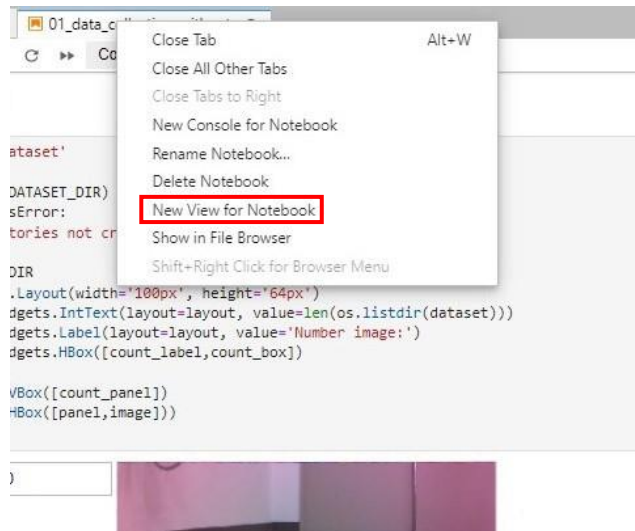 01_data_c
Close Tab Alt+W
Co
Close All Other Tabs
Close Tabs to Right
New Console for Notebook
ataset'
Rename Notebook...
Delete Notebook
DATASET_DIR)
sError:
New View for Notebook
tories not cr
Show in File Browser
DIR
Shift+Right Click for Browser Menu
.Layout(width='100px', height='64px')
dgets.IntText(layout=layout, value=len(os.listdir(dataset)))
dgets.Label(layout=layout, value='Number image:')
dgets.HBox([count_label,count_box])
VBox([count_panel])
HBox([panel,image]))